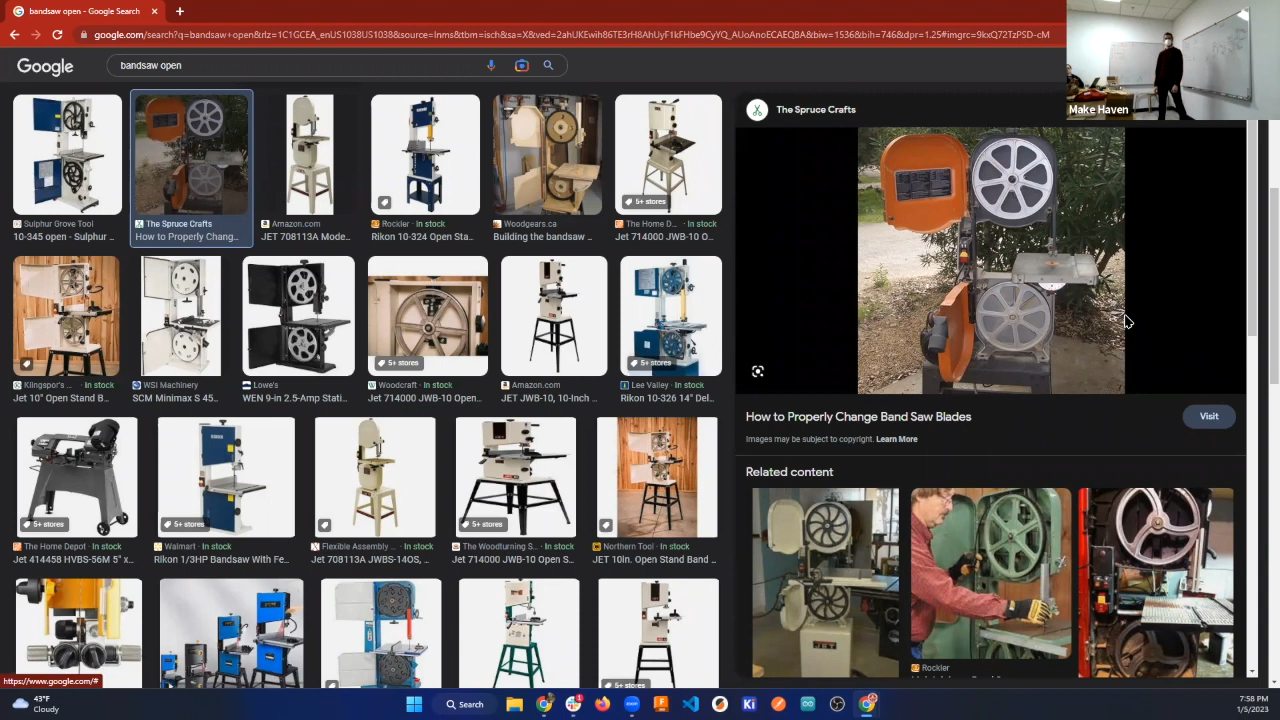 bandsaw open - Google Search
google.com/search?q=bandsaw+open&rlz=1C1GCEA_enUS1038US1038&source=lnms&tbm=isch&sa=X&ved=2ahUKEwih86TE3rH8AhUyF1kFHbe9CyYQ_AUoAnoECAEQBA&biw=1536&bih=746&dpr=1.25#imgrc=9kxQ72TzPSD-cM
Make Haven
Google
bandsaw open
The Spruce Crafts
5+ stores
Sulphur Grove Tool
10-345 open - Sulphur ...
The Spruce Crafts
How to Properly Chang...
Amazon.com
JET 708113A Mode...
Rockler · In stock
Rikon 10-324 Open Sta...
Woodgears.ca
Building the bandsaw ...
The Home D... · In stock
Jet 714000 JWB-10 O...
5+ stores
5+ stores
Klingspor's ... · In stock
Jet 10" Open Stand B...
WSI Machinery
SCM Minimax S 45...
Lowe's
WEN 9-in 2.5-Amp Stati...
Woodcraft · In stock
Jet 714000 JWB-10 Open...
Amazon.com
JET JWB-10, 10-Inch ...
Lee Valley · In stock
Rikon 10-326 14" Del...
How to Properly Change Band Saw Blades
Visit
Images may be subject to copyright. Learn More
Related content
5+ stores
5+ stores
5+ stores
The Home Depot · In stock
Jet 414458 HVBS-56M 5" x...
Walmart · In stock
Rikon 1/3HP Bandsaw With Fe...
Flexible Assembly ... · In stock
Jet 708113A JWBS-14OS, ...
The Woodturning S... · In stock
Jet 714000 JWB-10 Open S...
Northern Tool · In stock
JET 10in. Open Stand Band ...
JET
Rockler
5+ stores
https://www.google.com/#
43°F
Cloudy
Search
7:58 PM
1/5/2023